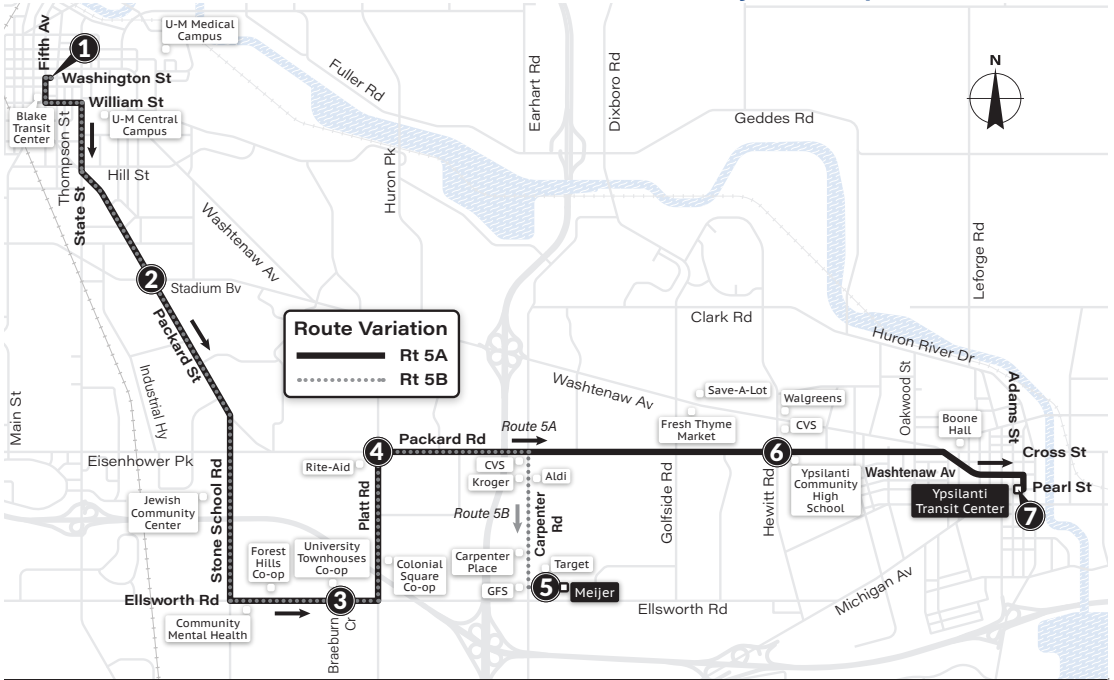 Fifth Av
1
Washington St
William St
U-M Medical
Campus
U-M Central
Campus
Blake
Transit
Center
Thompson St
Hill St
State St
Washtenaw Av
Fuller Rd
Huron Pk
Earhart Rd
Dixboro Rd
Geddes Rd
N
Leforge Rd
2
Stadium Bv
Packard St
Industrial Hy
Main St
Route Variation
Rt 5A
Rt 5B
Clark Rd
Huron River Dr
Washtenaw Av
Save-A-Lot
Walgreens
Fresh Thyme
Market
CVS
Oakwood St
Boone
Hall
Adams St
Eisenhower Pk
Rite-Aid
4
Packard Rd
Route 5A
6
Cross St
CVS
Kroger
Aldi
Ypsilanti
Community
High
School
Washtenaw Av
Ypsilanti
Transit Center
Pearl St
7
Jewish
Community
Center
Stone School Rd
Platt Rd
Route 5B
Carpenter
Rd
Golfside Rd
Hewitt Rd
Forest
Hills
Co-op
University
Townhouses
Co-op
Colonial
Square
Co-op
Carpenter
Place
Target
GFS
5
Meijer
Ellsworth Rd
3
Ellsworth Rd
Michigan Av
Community
Mental Health
Braeburn
Cr